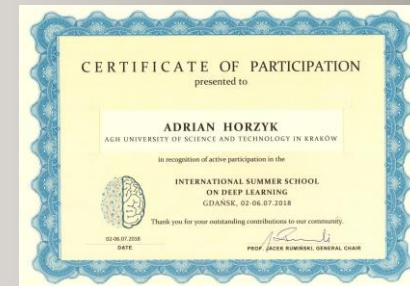 CERTIFICATE OF PARTICIPATION
presented to
ADRIAN HORZYK
AGH UNIVERSITY OF SCIENCE AND TECHNOLOGY IN KRAKÓW
in recognition of active participation in the
INTERNATIONAL SUMMER SCHOOL
ON DEEP LEARNING
GDAŃSK, 02-06.07.2018
Thank you for your outstanding contributions to our community.
02-06.07.2018
DATE
PROF. JACEK RUMIŃSKI, GENERAL CHAIR